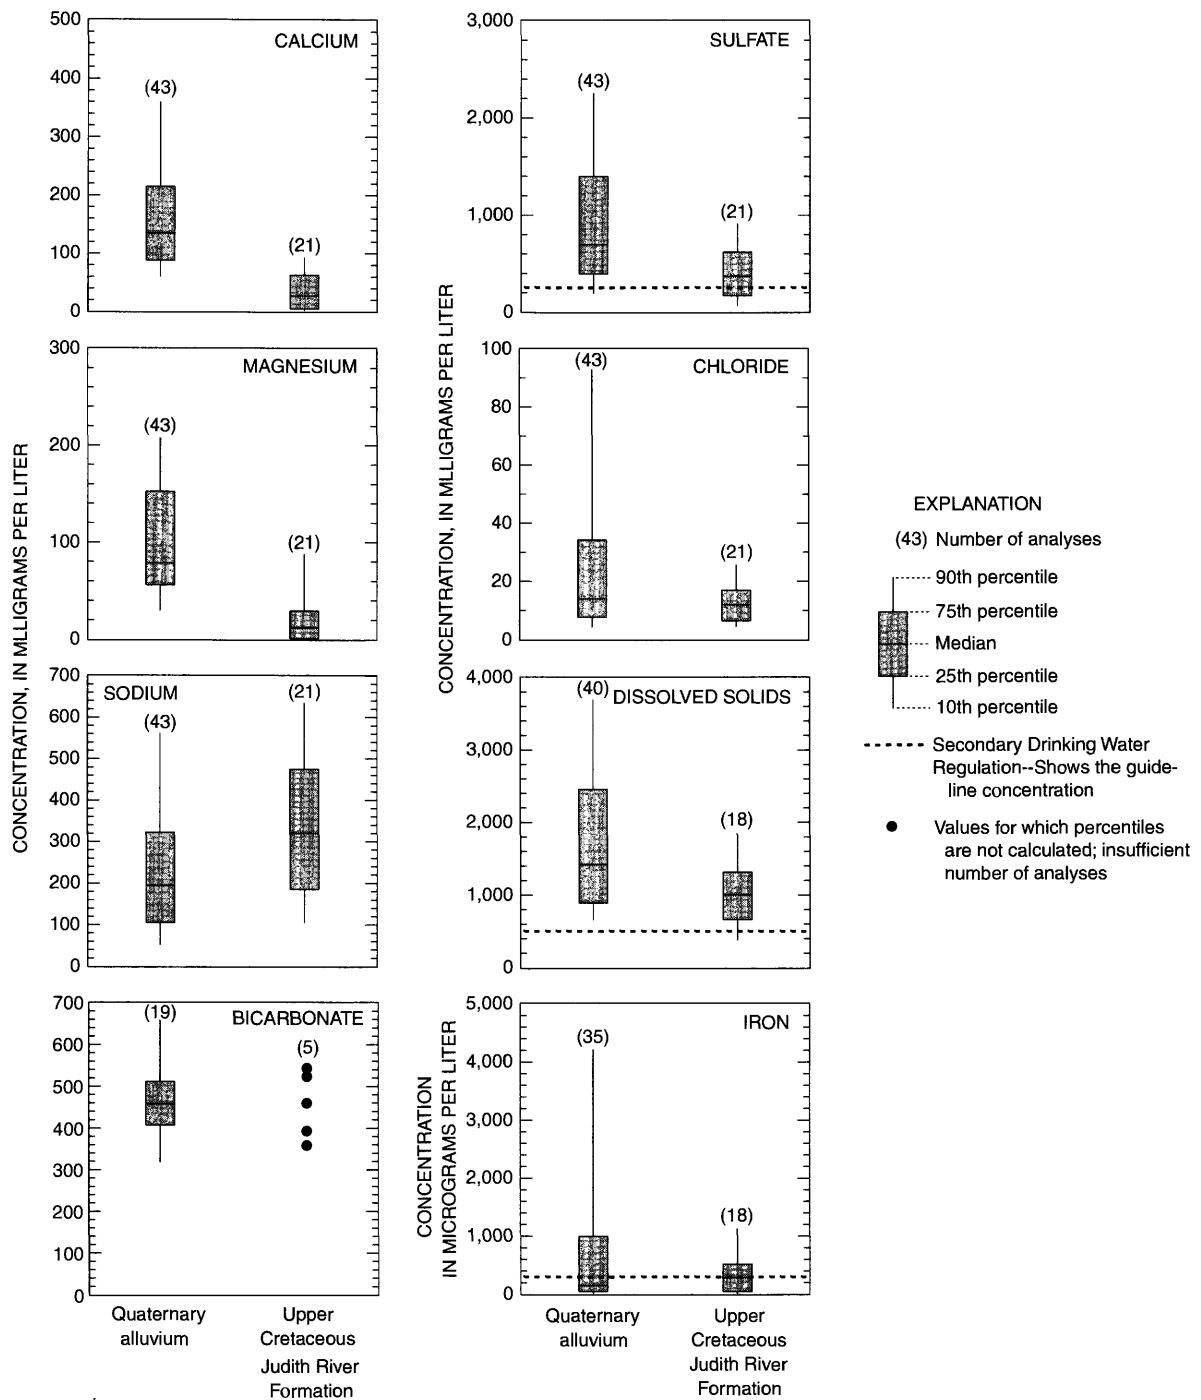 CONCENTRATION, IN MLLIGRAMS PER LITER
CALCIUM
500
400
300
200
100
0
(43)
(21)
MAGNESIUM
300
200
100
0
(43)
(21)
SODIUM
700
600
500
400
300
200
100
0
(43)
(21)
BICARBONATE
700
600
500
400
300
200
100
0
(19)
(5)
Quaternary
alluvium
Upper
Cretaceous
Judith River
Formation
CONCENTRATION, IN MLLIGRAMS PER LITER
SULFATE
3,000
2,000
1,000
0
(43)
(21)
CHLORIDE
100
80
60
40
20
0
(43)
(21)
DISSOLVED SOLIDS
4,000
3,000
2,000
1,000
0
(40)
(18)
CONCENTRATION
IN MICROGRAMS PER LITER
IRON
5,000
4,000
3,000
2,000
1,000
0
(35)
(18)
Quaternary
alluvium
Upper
Cretaceous
Judith River
Formation
EXPLANATION
(43) Number of analyses
90th percentile
75th percentile
Median
25th percentile
10th percentile
Secondary Drinking Water
Regulation--Shows the guide-
line concentration
Values for which percentiles
are not calculated; insufficient
number of analyses